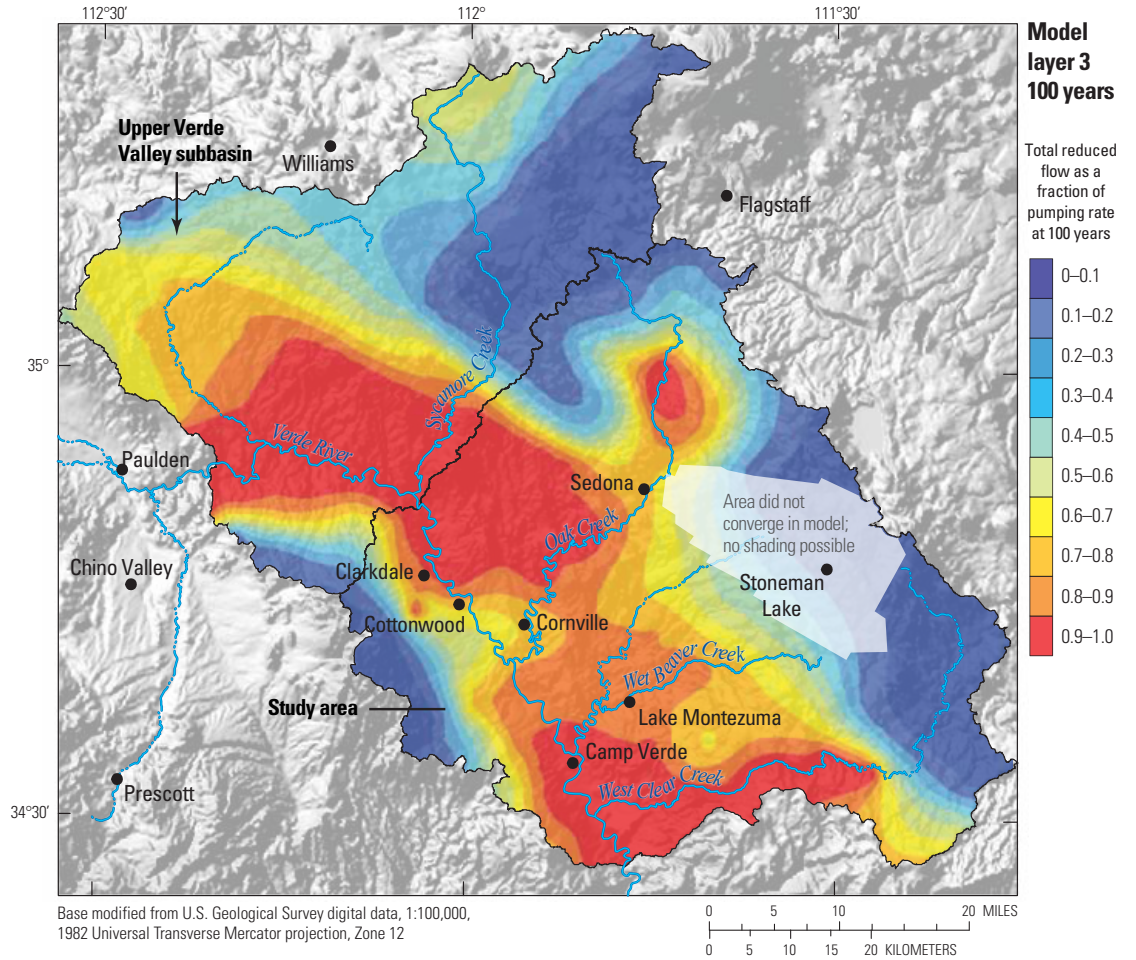 112°30'
112°
111°30'
Model
layer 3
100 years
Upper Verde
Valley subbasin
Williams
Flagstaff
Total reduced
flow as a
fraction of
pumping rate
at 100 years
0–0.1
0.1–0.2
0.2–0.3
0.3–0.4
0.4–0.5
0.5–0.6
0.6–0.7
0.7–0.8
0.8–0.9
0.9–1.0
35°
Sycamore Creek
Verde River
Paulden
Sedona
Area did not
converge in model;
no shading possible
Oak Creek
Chino Valley
Clarkdale
Stoneman
Lake
Cottonwood
Cornville
Wet Beaver Creek
Study area
Lake Montezuma
Camp Verde
West Clear Creek
Prescott
34°30'
Base modified from U.S. Geological Survey digital data, 1:100,000,
1982 Universal Transverse Mercator projection, Zone 12
0 5 10 20 MILES
0 5 10 15 20 KILOMETERS